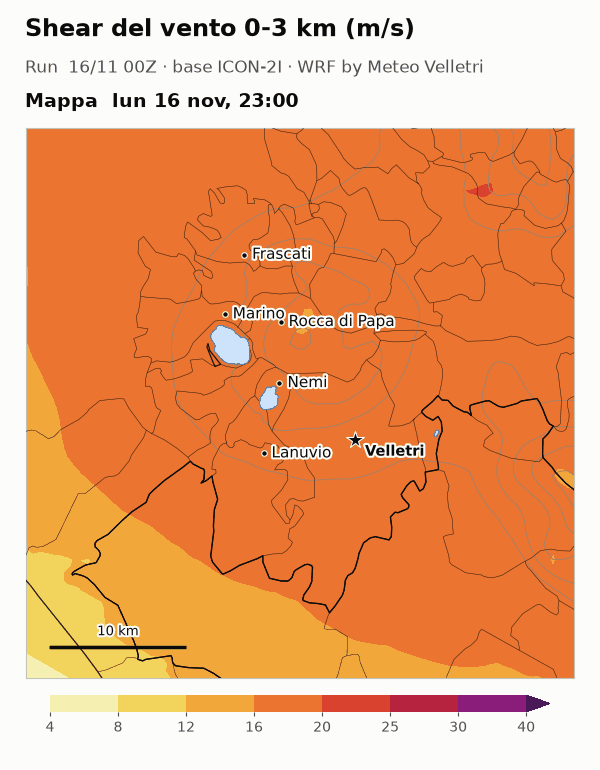 Shear del vento 0-3 km (m/s)
Run  16/11 00Z · base ICON-2I · WRF by Meteo Velletri
Mappa  lun 16 nov, 23:00
Frascati
Marino
Rocca di Papa
Nemi
Velletri
Lanuvio
10 km
4 8 12 16 20 25 30 40